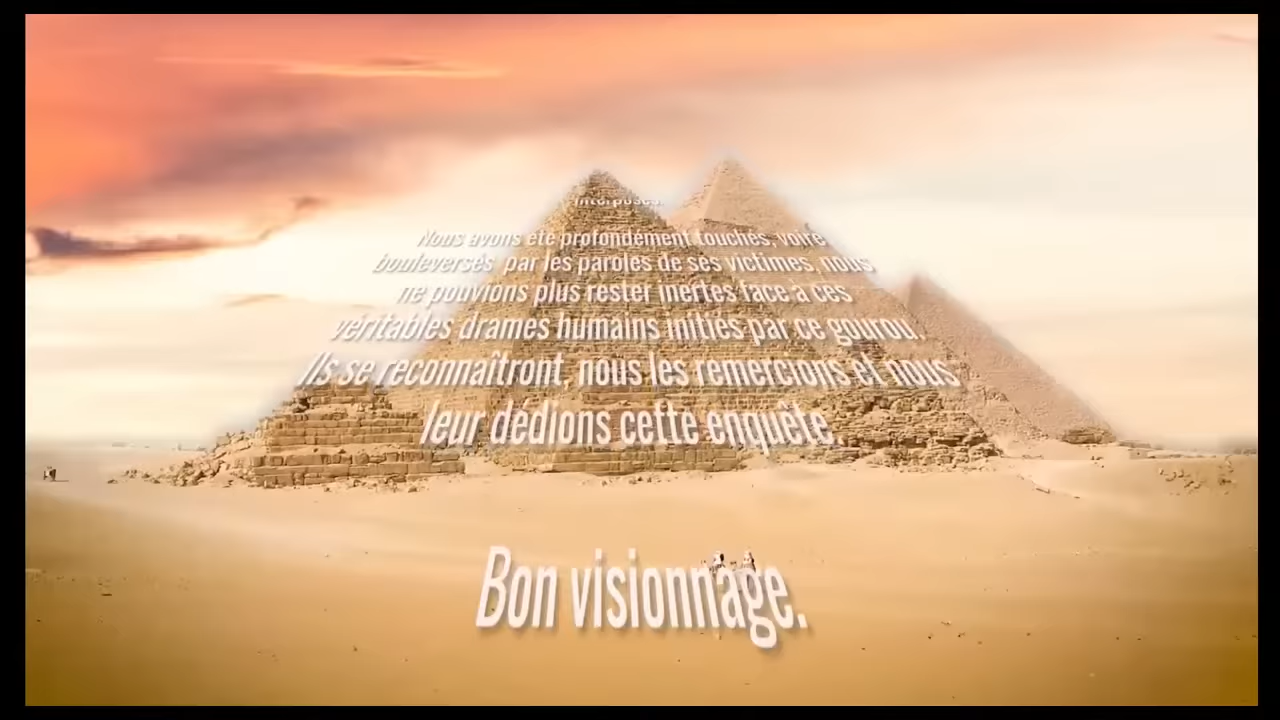 interposés.
Nous avons été profondément touchés, voire
bouleversés par les paroles de ses victimes, nous
ne pouvions plus rester inertes face à ces
véritables drames humains initiés par ce gourou.
Ils se reconnaîtront, nous les remercions et nous
leur dédions cette enquête.
Bon visionnage.